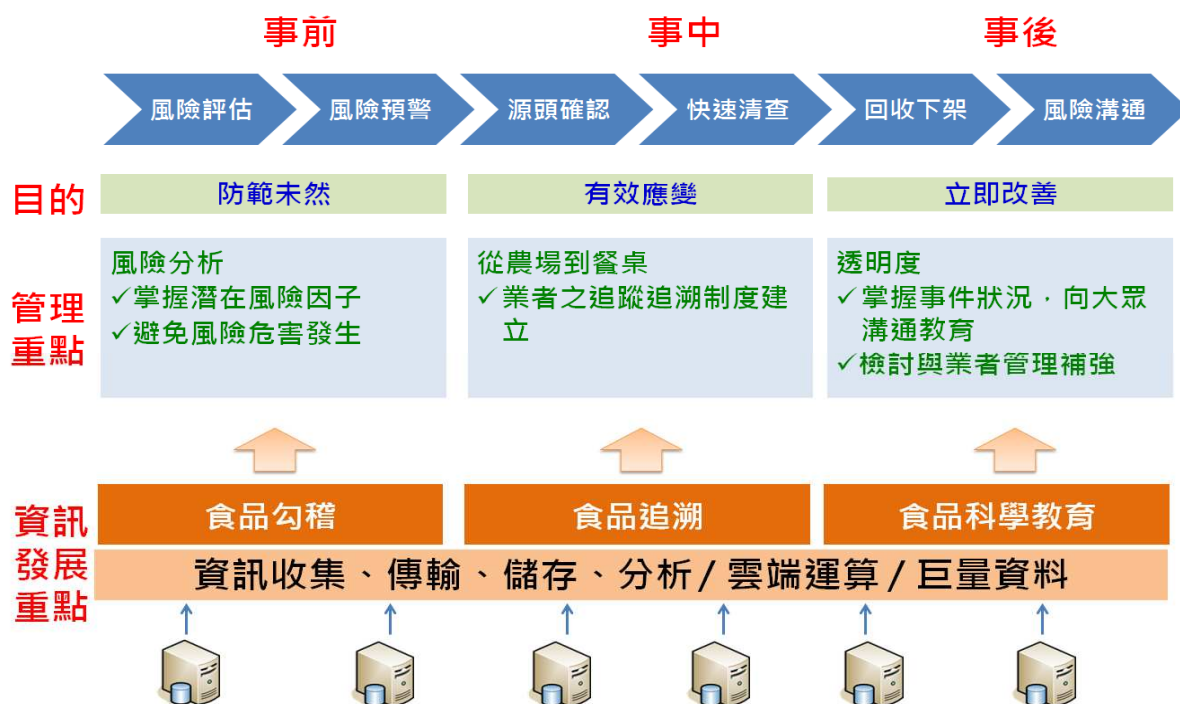 事前
事中
事後
風險評估
風險預警
源頭確認
快速清查
回收下架
風險溝通
目的
防範未然
有效應變
立即改善
管理
重點
風險分析
✓掌握潛在風險因子
✓避免風險危害發生
從農場到餐桌
✓業者之追蹤追溯制度建
立
透明度
✓掌握事件狀況，向大眾
溝通教育
✓檢討與業者管理補強
資訊
發展
重點
食品勾稽
食品追溯
食品科學教育
資訊收集、傳輸、儲存、分析/雲端運算/巨量資料